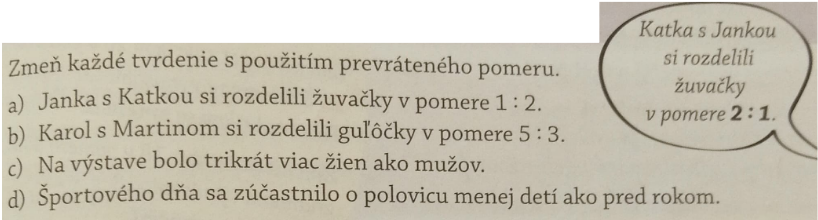 Katka s Jankou
si rozdelili
žuvačky
v pomere 2 : 1.
Zmeň každé tvrdenie s použitím prevráteného pomeru.
a) Janka s Katkou si rozdelili žuvačky v pomere 1 : 2.
b) Karol s Martinom si rozdelili guľôčky v pomere 5 : 3.
c) Na výstave bolo trikrát viac žien ako mužov.
d) Športového dňa sa zúčastnilo o polovicu menej detí ako pred rokom.